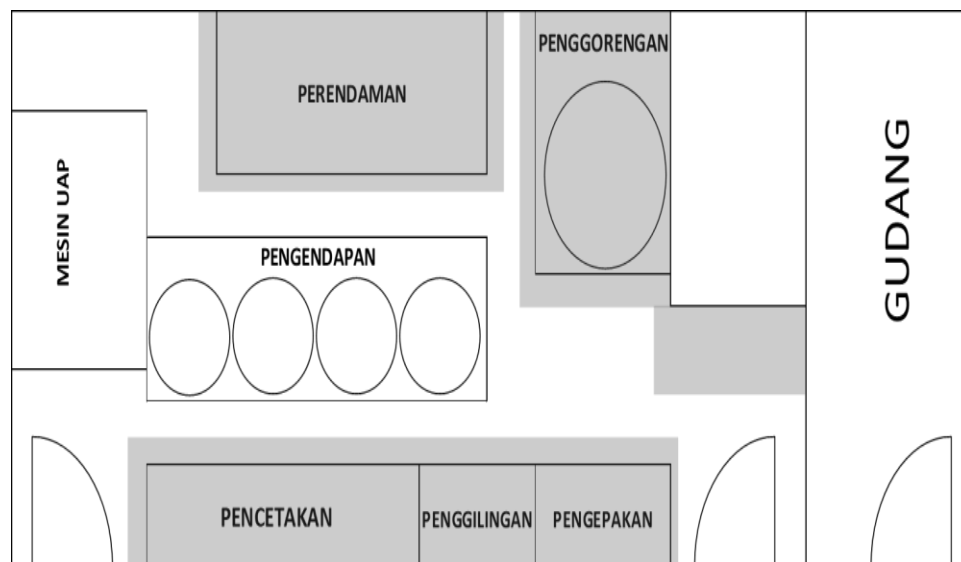 PENGGORENGAN
PERENDAMAN
GUDANG
MESIN UAP
PENGENDAPAN
PENCETAKAN
PENGGILINGAN
PENGEPAKAN